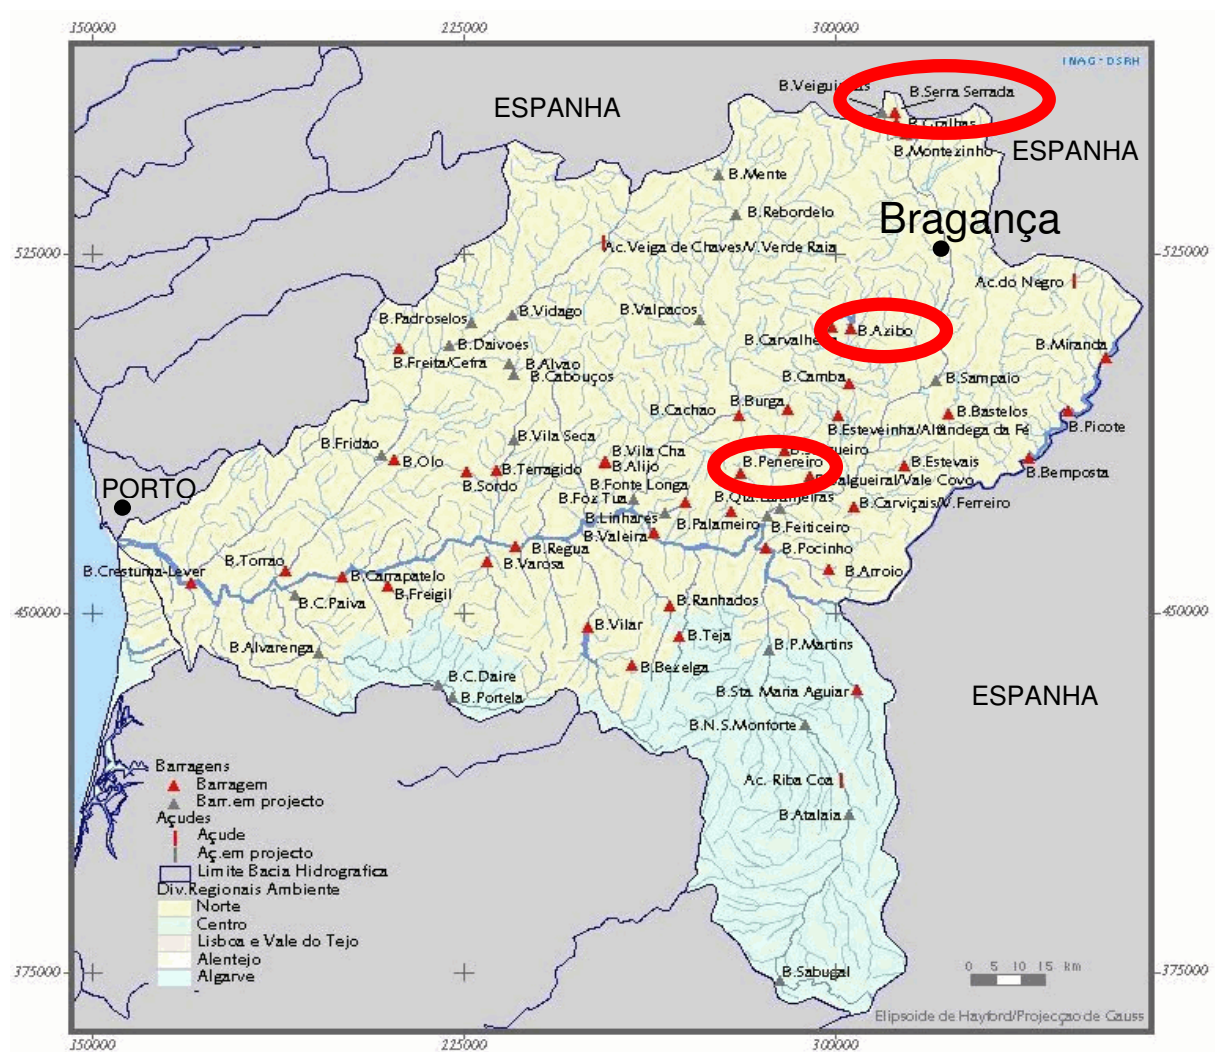 150000
225000
300000
INAG-DSRH
B.Serra Serrada
ESPANHA
B.Montezinho
ESPANHA
B.Mente
B.Rebordelo
Bragança
525000
Ac.Veiga de Chaves/V.Verde Raia
525000
Ac.do Negro
B.Vidago
B.Valpacos
B.Padroselos
B.Azibo
B.Daivoes
B.Miranda
B.Freita/Cefra
B.Alvao
B.Cabouços
B.Camba
B.Sampaio
B.Cachao
B.Burga
B.Bastelos
B.Esteveinha/Alfandega da Fé
B.Picote
B.Fridao
B.Vila Seca
B.Vila Cha
B.Olo
B.Terragido
B.Alijo
B.Penereiro
B.Estevais
B.Bemposta
PORTO
B.Sordo
B.Fonte Longa
B.Foz Tua
B.Carviçais/V.Ferreiro
B.Linhares
B.Palameiro
B.Feiticeiro
B.Valeira
B.Regua
B.Pocinho
B.Torrao
B.Varosa
B.Crestuma-Lever
B.Carrapatelo
B.Arroio
B.C.Paiva
B.Freigil
B.Ranhados
450000
450000
B.Vilar
B.Teja
B.Alvarenga
B.P.Martins
B.Bezelga
B.C.Daire
B.Portela
B.Sta. Maria Aguiar
ESPANHA
B.N.S.Monforte
Ac. Riba Coa
B.Atalaia
Barragens
Barragem
Barr.em projecto
Açudes
Açude
Aç.em projecto
Limite Bacia Hidrografica
Div.Regionais Ambiente
Norte
Centro
Lisboa e Vale do Tejo
Alentejo
Algarve
375000
B.Sabugal
0 5 10 15 km
375000
Elipsoide de Hayford/Projecçao de Gauss
150000
225000
300000